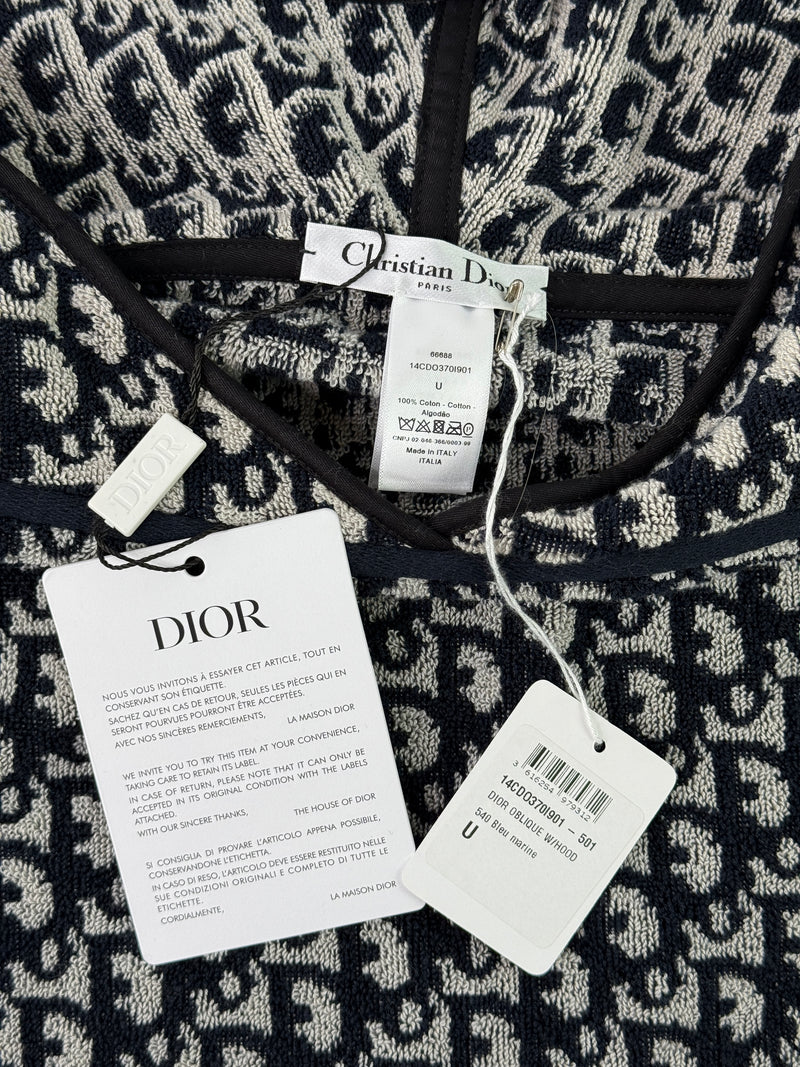 Christian Dior
PARIS
66688
14CDO370I901
U
100% Coton - Cotton -
Algodão
CNPJ 02-046-366/0003-99
Made in ITALY
ITALIA
DIOR
DIOR
NOUS VOUS INVITONS À ESSAYER CET ARTICLE, TOUT EN
CONSERVANT SON ÉTIQUETTE.
SACHEZ QU'EN CAS DE RETOUR, SEULES LES PIÈCES QUI EN
SERONT POURVUES POURRONT ÊTRE ACCEPTÉES.
AVEC NOS SINCÈRES REMERCIEMENTS,
LA MAISON DIOR
WE INVITE YOU TO TRY THIS ITEM AT YOUR CONVENIENCE,
TAKING CARE TO RETAIN ITS LABEL.
IN CASE OF RETURN, PLEASE NOTE THAT IT CAN ONLY BE
ACCEPTED IN ITS ORIGINAL CONDITION WITH THE LABELS
ATTACHED.
WITH OUR SINCERE THANKS,
THE HOUSE OF DIOR
SI CONSIGLIA DI PROVARE L'ARTICOLO APPENA POSSIBILE,
CONSERVANDONE L'ETICHETTA.
IN CASO DI RESO, L'ARTICOLO DEVE ESSERE RESTITUITO NELLE
SUE CONDIZIONI ORIGINALI E COMPLETO DI TUTTE LE
ETICHETTE.
CORDIALMENTE,
LA MAISON DIOR
3 616264 979312
14CDO370I901 - 501
DIOR OBLIQUE W/HOOD
540 Bleu marine
U